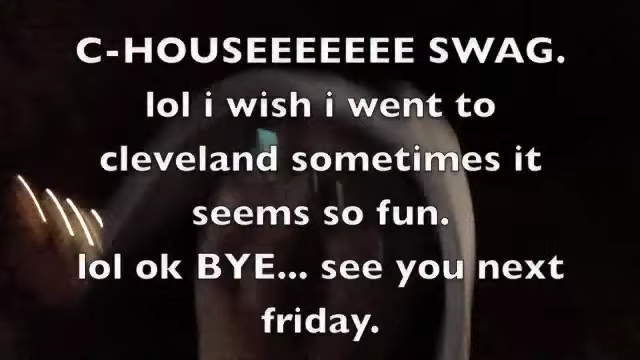 C-HOUSEEEEEEE SWAG.
lol i wish i went to
cleveland sometimes it
seems so fun.
lol ok BYE... see you next
friday.